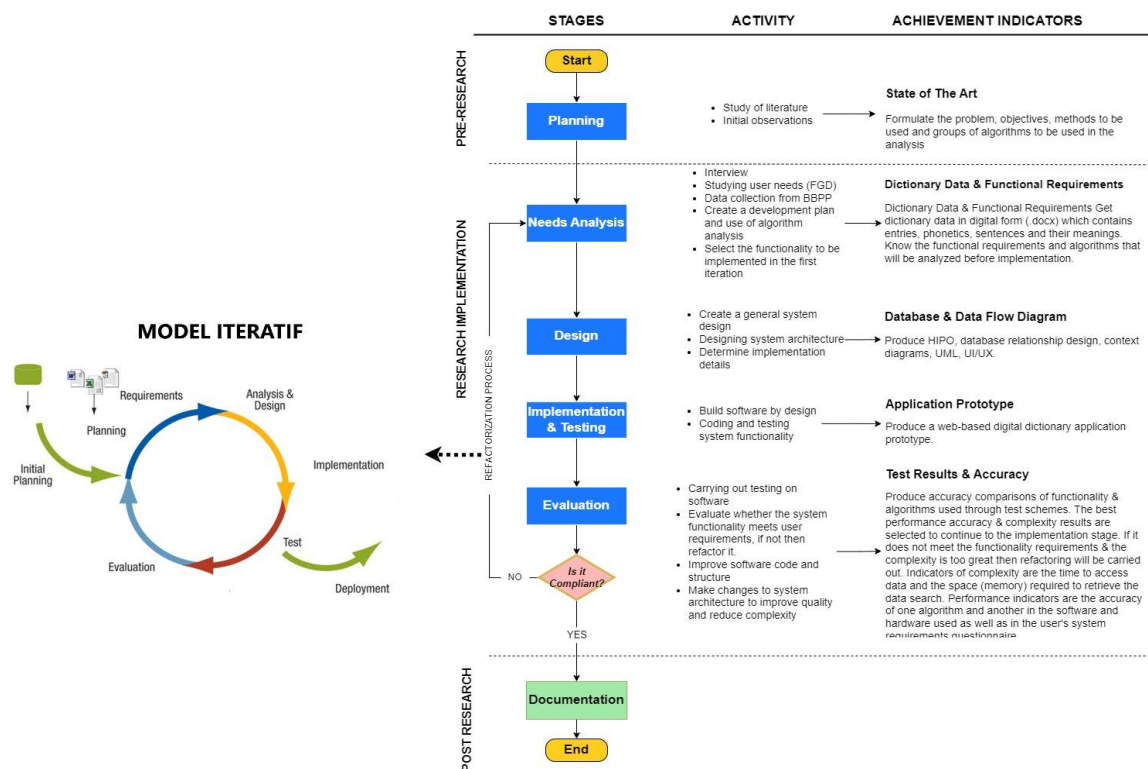 STAGES
ACTIVITY
ACHIEVEMENT INDICATORS
PRE-RESEARCH
Start
Planning
• Study of literature
• Initial observations
State of The Art
Formulate the problem, objectives, methods to be
used and groups of algorithms to be used in the
analysis
RESEARCH IMPLEMENTATION
Needs Analysis
• Interview
• Studying user needs (FGD)
• Data collection from BBPP
• Create a development plan
and use of algorithm
analysis
• Select the functionality to be
implemented in the first
iteration
Dictionary Data & Functional Requirements
Dictionary Data & Functional Requirements Get
dictionary data in digital form (.docx) which contains
entries, phonetics, sentences and their meanings.
Know the functional requirements and algorithms that
will be analyzed before implementation.
Design
• Create a general system
design
• Designing system architecture
• Determine implementation
details
Database & Data Flow Diagram
Produce HIPO, database relationship design, context
diagrams, UML, UI/UX.
Implementation
& Testing
• Build software by design
• Coding and testing
system functionality
Application Prototype
Produce a web-based digital dictionary application
prototype.
Evaluation
• Carrying out testing on
software
• Evaluate whether the system
functionality meets user
requirements, if not then
refactor it.
• Improve software code and
structure
• Make changes to system
architecture to improve quality
and reduce complexity
Test Results & Accuracy
Produce accuracy comparisons of functionality &
algorithms used through test schemes. The best
performance accuracy & complexity results are
selected to continue to the implementation stage. If it
does not meet the functionality requirements & the
complexity is too great then refactoring will be carried
out. Indicators of complexity are the time to access
data and the space (memory) required to retrieve the
data search. Performance indicators are the accuracy
of one algorithm and another in the software and
hardware used as well as in the user's system
requirements questionnaire
REFACTORIZATION PROCESS
Is it
Compliant?
NO
YES
POST RESEARCH
Documentation
End
MODEL ITERATIF
Requirements
Analysis &
Design
Planning
Initial
Planning
Implementation
Test
Evaluation
Deployment